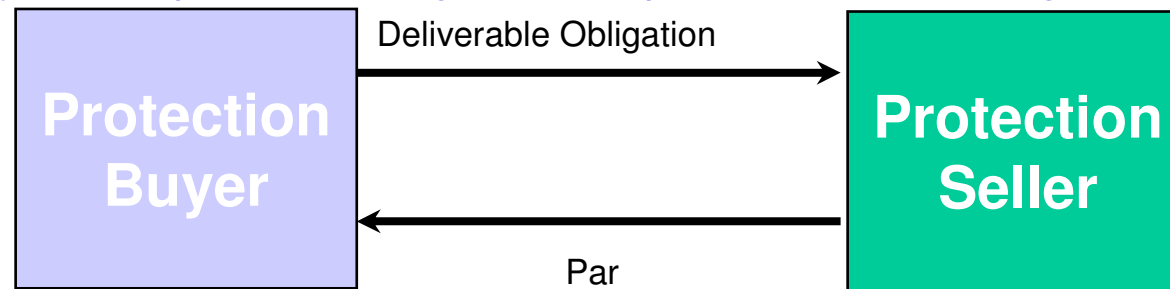 Deliverable Obligation
Protection
Buyer
Protection
Seller
Par